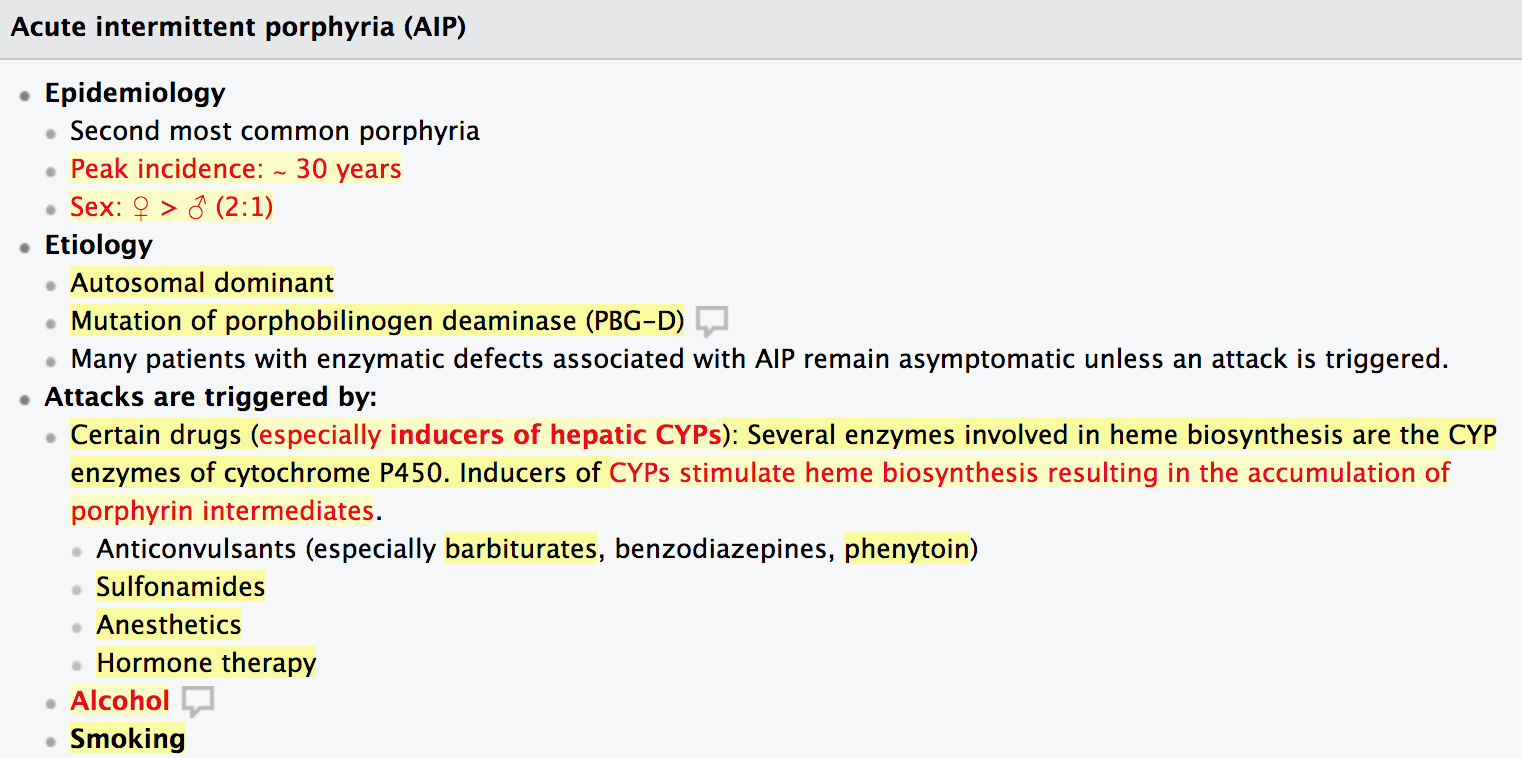 Acute intermittent porphyria (AIP)
Epidemiology
Second most common porphyria
Peak incidence: ~ 30 years
Sex: ♀ > ♂ (2:1)
Etiology
Autosomal dominant
Mutation of porphobilinogen deaminase (PBG-D)
Many patients with enzymatic defects associated with AIP remain asymptomatic unless an attack is triggered.
Attacks are triggered by:
Certain drugs (especially inducers of hepatic CYPs): Several enzymes involved in heme biosynthesis are the CYP
enzymes of cytochrome P450. Inducers of CYPs stimulate heme biosynthesis resulting in the accumulation of
porphyrin intermediates.
Anticonvulsants (especially barbiturates, benzodiazepines, phenytoin)
Sulfonamides
Anesthetics
Hormone therapy
Alcohol
Smoking